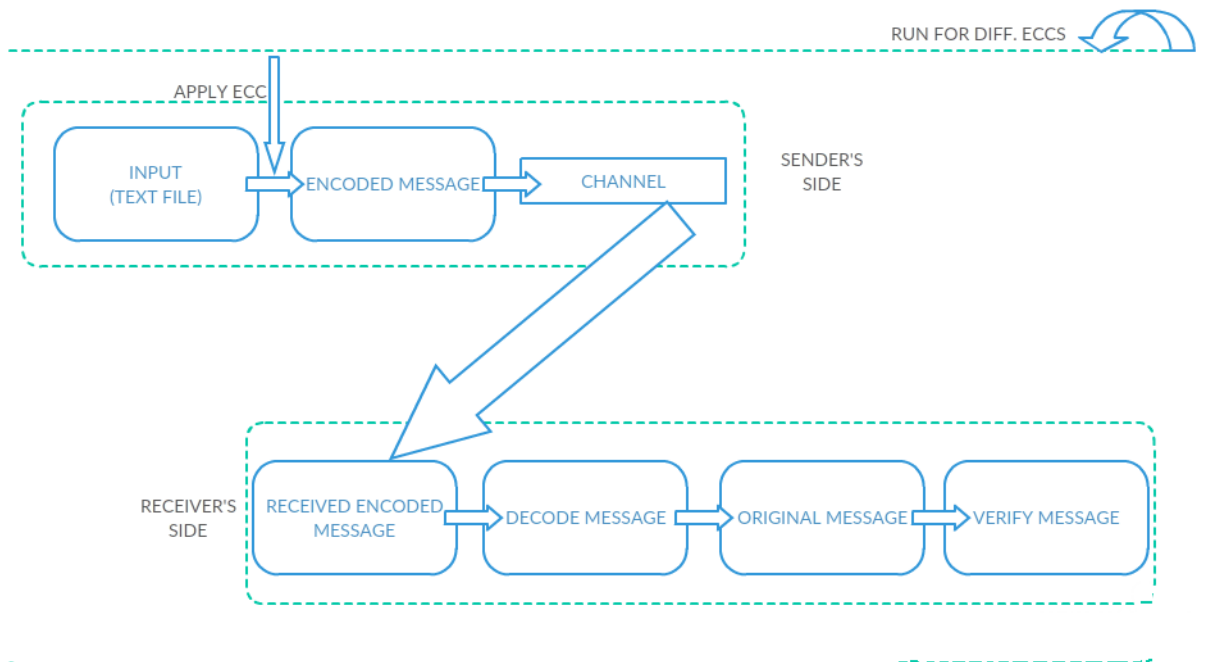 RUN FOR DIFF. ECCS
APPLY ECC
INPUT
(TEXT FILE)
ENCODED MESSAGE
CHANNEL
SENDER'S
SIDE
RECEIVER'S
SIDE
RECEIVED ENCODED
MESSAGE
DECODE MESSAGE
ORIGINAL MESSAGE
VERIFY MESSAGE